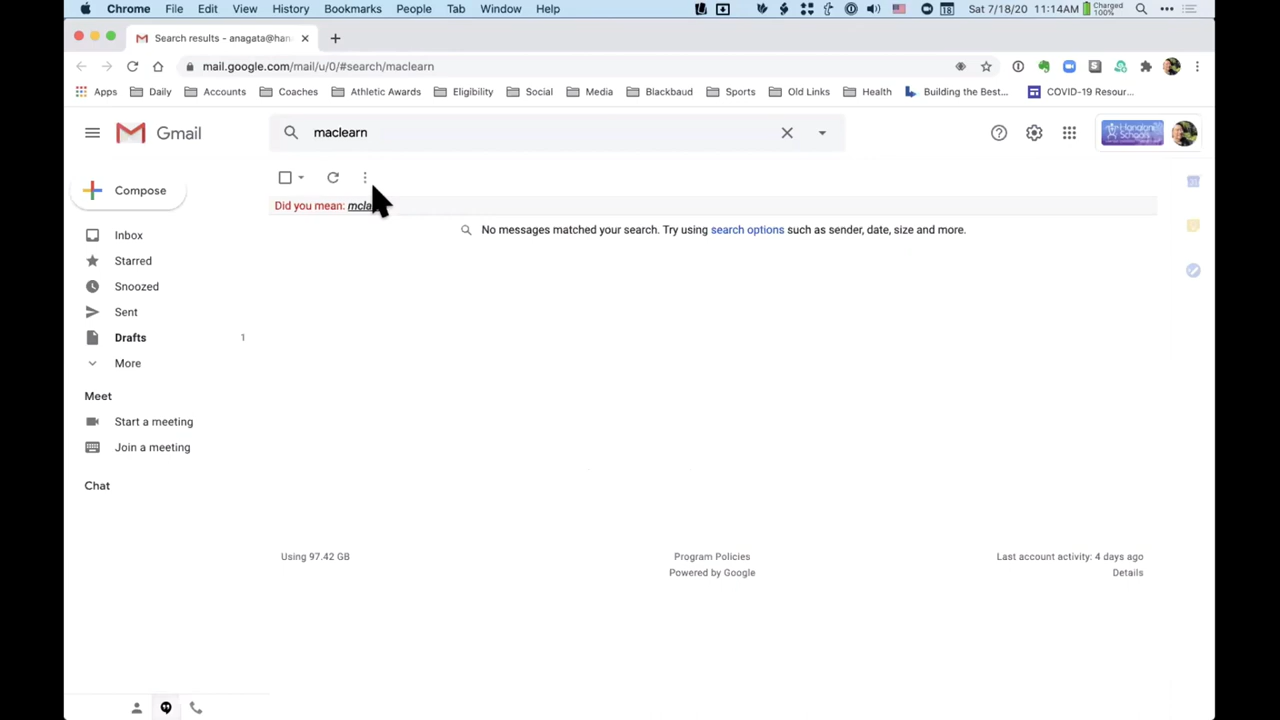 Chrome File Edit View History Bookmarks People Tab Window Help 18 Sat 7/18/20 11:14AM Charged 100%
Search results - anagata@han
mail.google.com/mail/u/0/#search/maclearn
Apps Daily Accounts Coaches Athletic Awards Eligibility Social Media Blackbaud Sports Old Links Health Building the Best... COVID-19 Resour...
Gmail maclearn
Compose
Did you mean:
No messages matched your search. Try using search options such as sender, date, size and more.
Inbox
Starred
Snoozed
Sent
Drafts 1
More
Meet
Start a meeting
Join a meeting
Chat
Using 97.42 GB Program Policies Last account activity: 4 days ago
Powered by Google Details